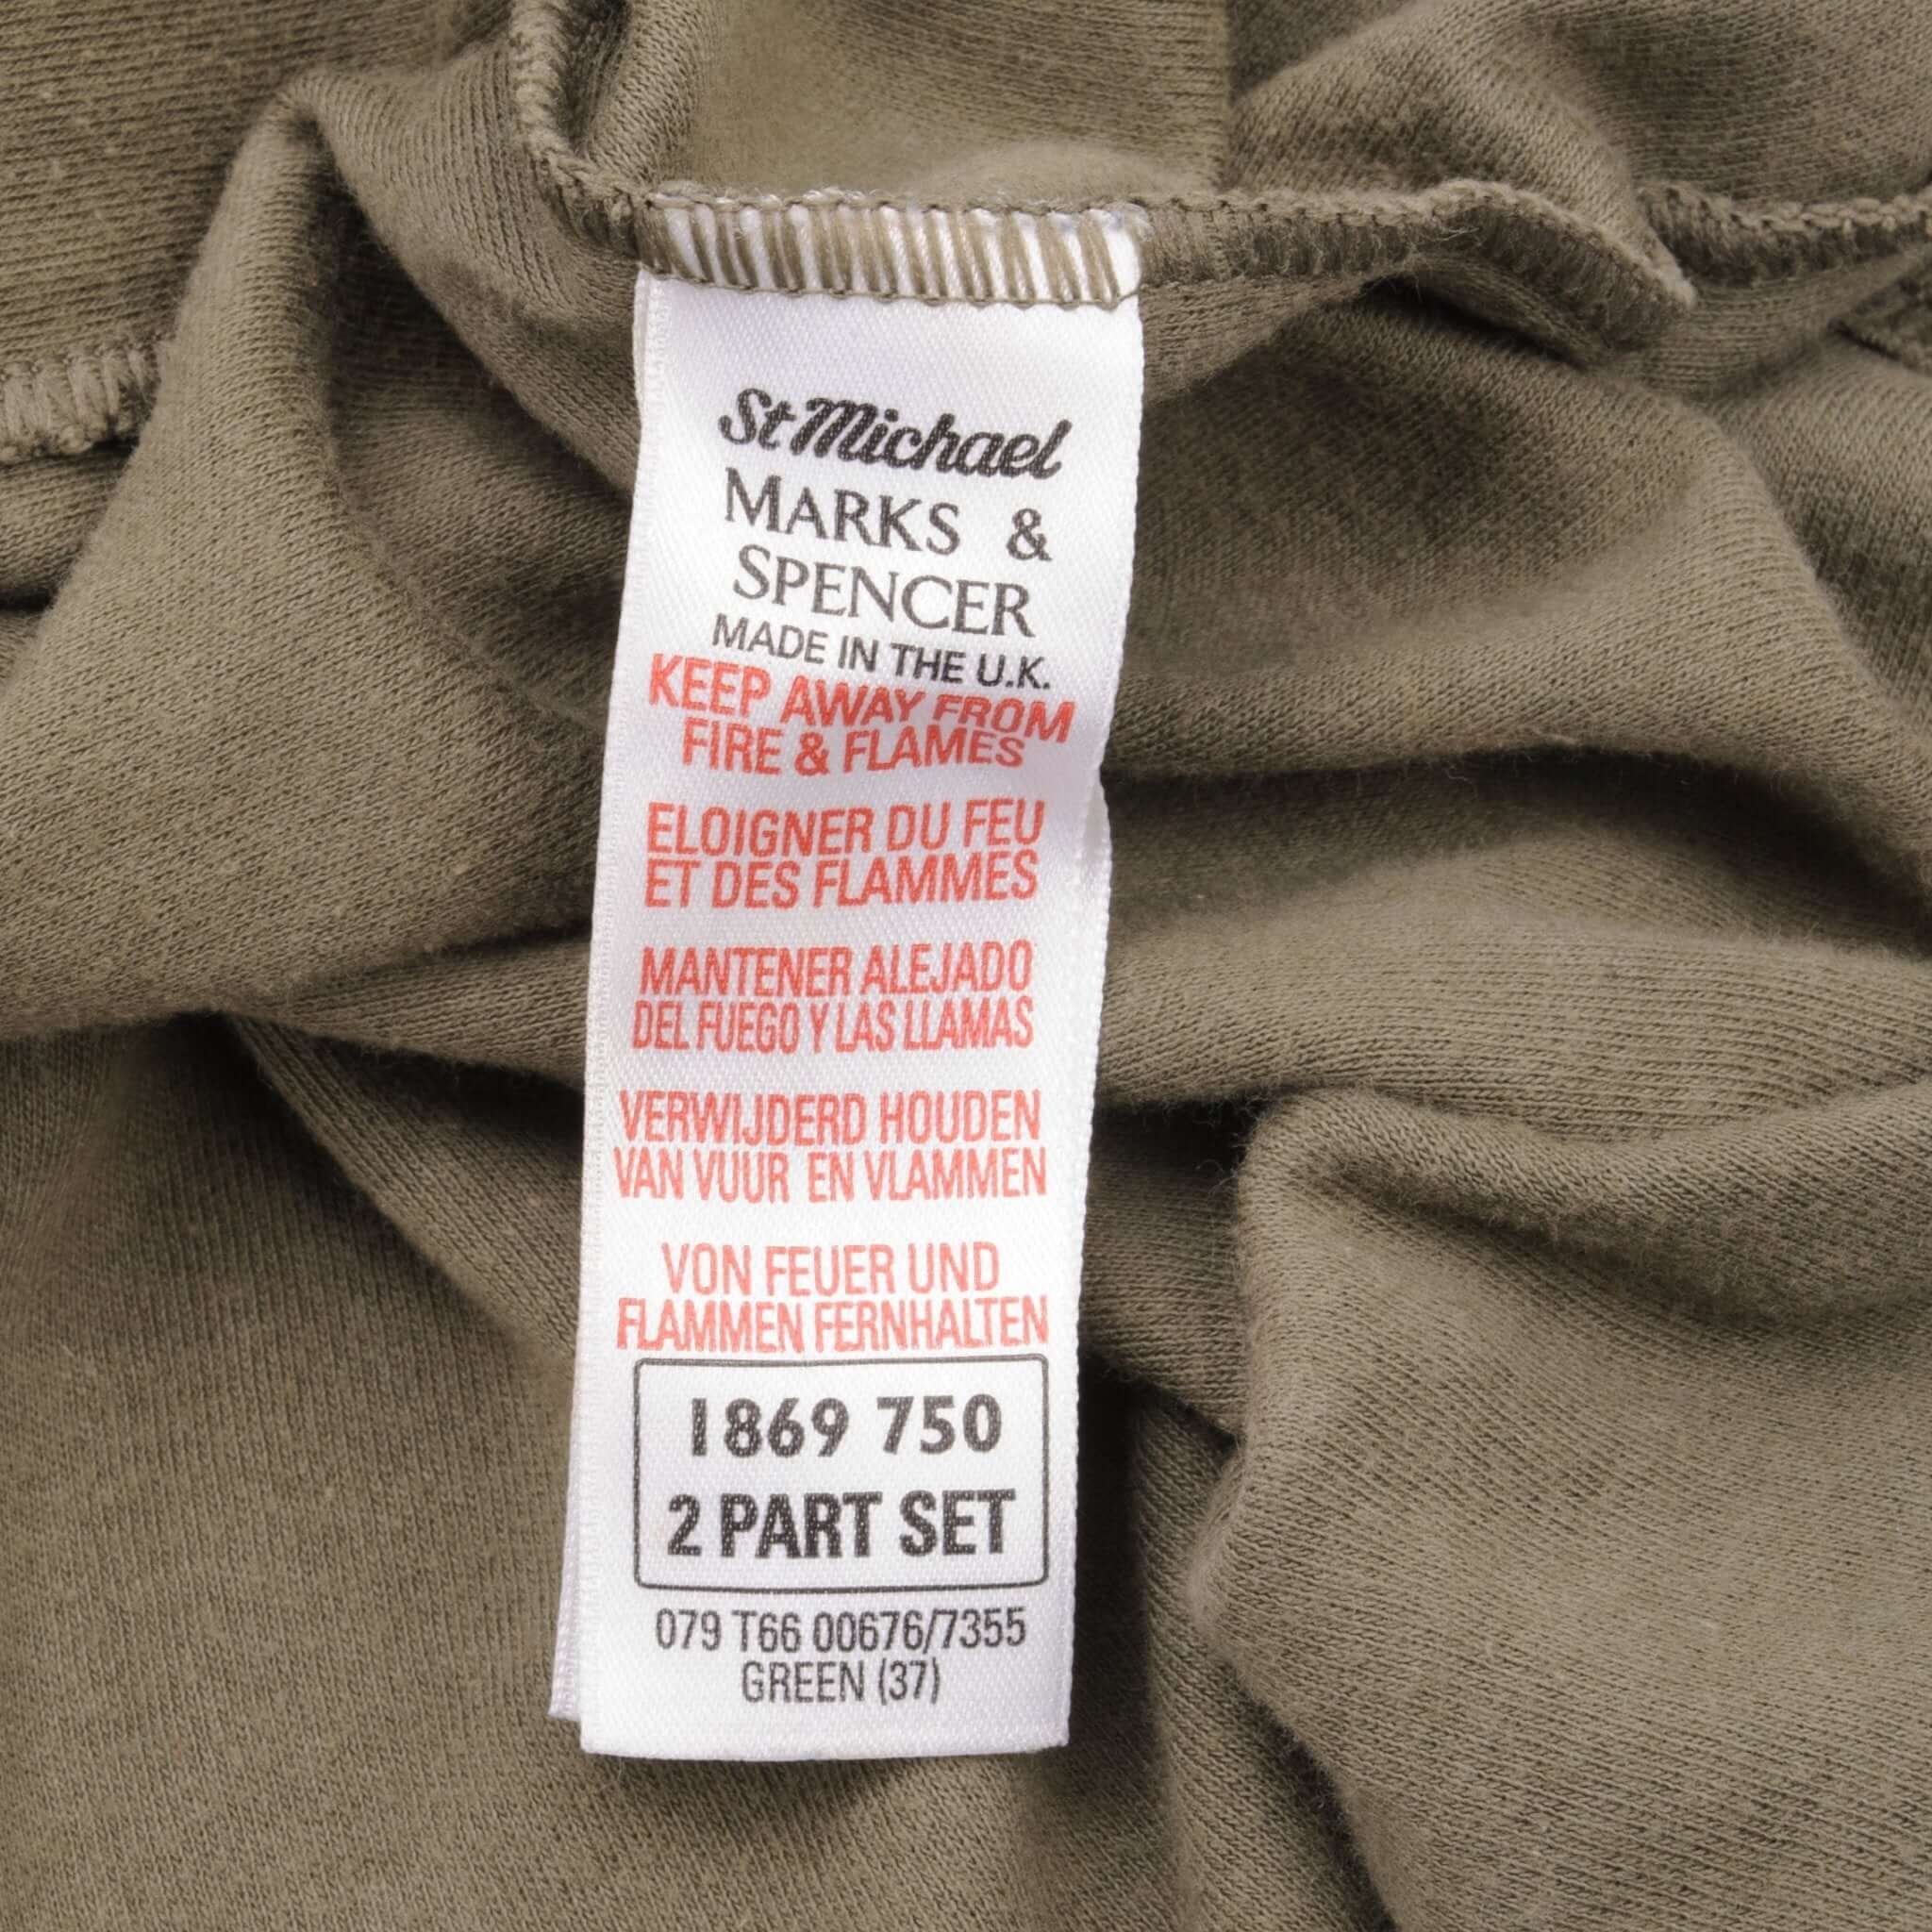 St Michael
MARKS &
SPENCER
MADE IN THE U.K.
KEEP AWAY FROM
FIRE & FLAMES
ELOIGNER DU FEU
ET DES FLAMMES
MANTENER ALEJADO
DEL FUEGO Y LAS LLAMAS
VERWIJDERD HOUDEN
VAN VUUR EN VLAMMEN
VON FEUER UND
FLAMMEN FERNHALTEN
1869 750
2 PART SET
079 T66 00676/7355
GREEN (37)